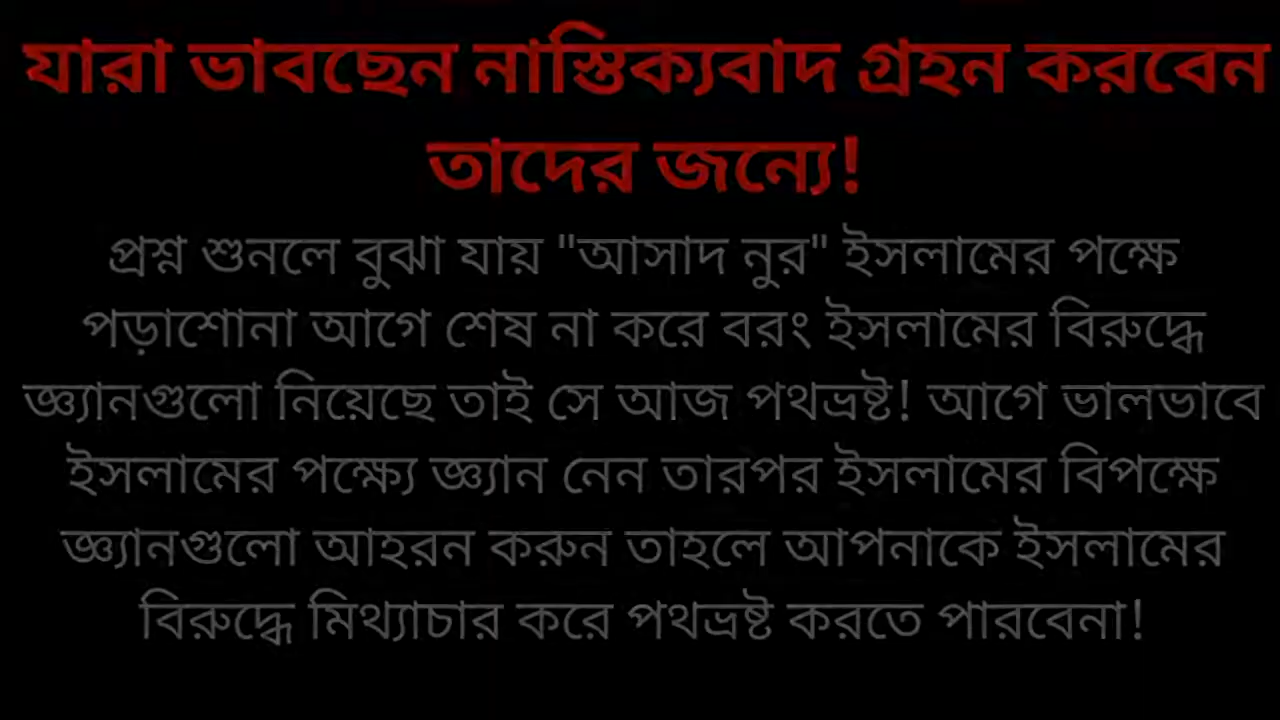 যারা ভাবছেন নাস্তিক্যবাদ গ্রহন করবেন
তাদের জন্যে!
প্রশ্ন শুনলে বুঝা যায় "আসাদ নুর" ইসলামের পক্ষে
পড়াশোনা আগে শেষ না করে বরং ইসলামের বিরুদ্ধে
জ্ঞ্যানগুলো নিয়েছে তাই সে আজ পথভ্রষ্ট! আগে ভালভাবে
ইসলামের পক্ষ্যে জ্ঞ্যান নেন তারপর ইসলামের বিপক্ষে
জ্ঞ্যানগুলো আহরন করুন তাহলে আপনাকে ইসলামের
বিরুদ্ধে মিথ্যাচার করে পথভ্রষ্ট করতে পারবেনা!